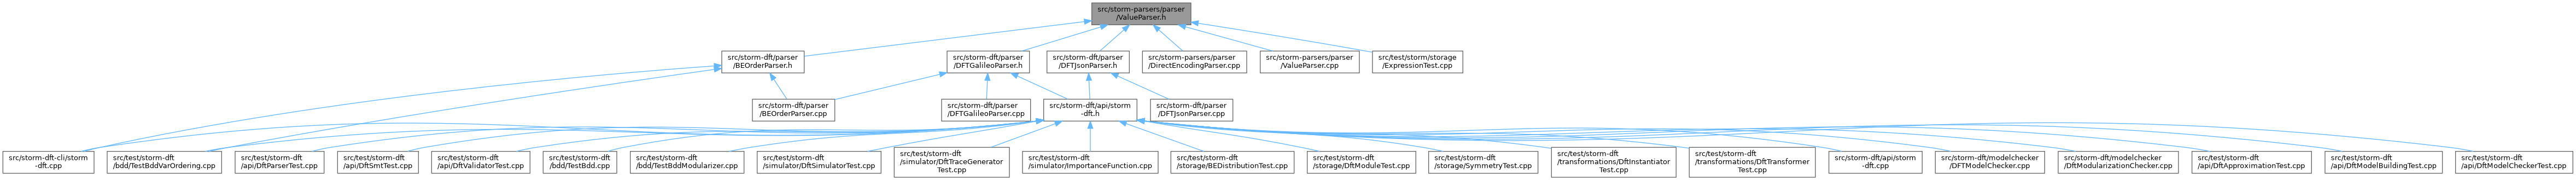 src/storm-parsers/parser
/ValueParser.h
src/storm-dft/parser
/BEOrderParser.h
src/storm-dft/parser
/DFTGalileoParser.h
src/storm-dft/parser
/DFTJsonParser.h
src/storm-parsers/parser
/DirectEncodingParser.cpp
src/storm-parsers/parser
/ValueParser.cpp
src/test/storm/storage
/ExpressionTest.cpp
src/storm-dft/parser
/BEOrderParser.cpp
src/storm-dft/parser
/DFTGalileoParser.cpp
src/storm-dft/api/storm
-dft.h
src/storm-dft/parser
/DFTJsonParser.cpp
src/storm-dft-cli/storm
-dft.cpp
src/test/storm-dft
/bdd/TestBddVarOrdering.cpp
src/test/storm-dft
/api/DftParserTest.cpp
src/test/storm-dft
/api/DftSmtTest.cpp
src/test/storm-dft
/api/DftValidatorTest.cpp
src/test/storm-dft
/bdd/TestBdd.cpp
src/test/storm-dft
/bdd/TestBddModularizer.cpp
src/test/storm-dft
/simulator/DftSimulatorTest.cpp
src/test/storm-dft
/simulator/DftTraceGenerator
Test.cpp
src/test/storm-dft
/simulator/ImportanceFunction.cpp
src/test/storm-dft
/storage/BEDistributionTest.cpp
src/test/storm-dft
/storage/DftModuleTest.cpp
src/test/storm-dft
/storage/SymmetryTest.cpp
src/test/storm-dft
/transformations/DftInstantiator
Test.cpp
src/test/storm-dft
/transformations/DftTransformer
Test.cpp
src/storm-dft/api/storm
-dft.cpp
src/storm-dft/modelchecker
/DFTModelChecker.cpp
src/storm-dft/modelchecker
/DftModularizationChecker.cpp
src/test/storm-dft
/api/DftApproximationTest.cpp
src/test/storm-dft
/api/DftModelBuildingTest.cpp
src/test/storm-dft
/api/DftModelCheckerTest.cpp